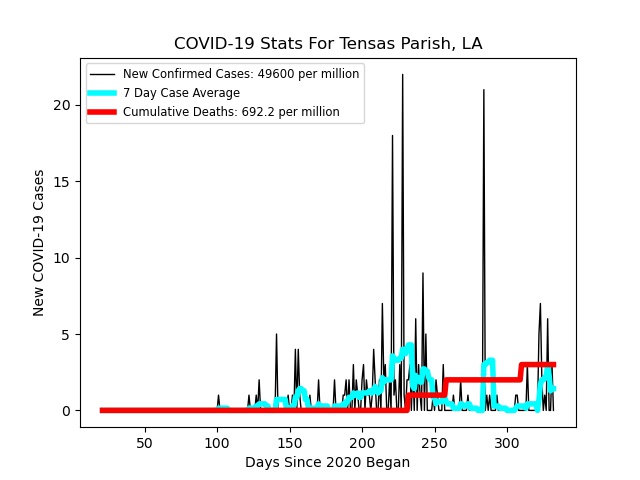 COVID-19 Stats For Tensas Parish, LA
New Confirmed Cases: 49600 per million
7 Day Case Average
Cumulative Deaths: 692.2 per million
New COVID-19 Cases
20
15
10
5
0
50 100 150 200 250 300
Days Since 2020 Began